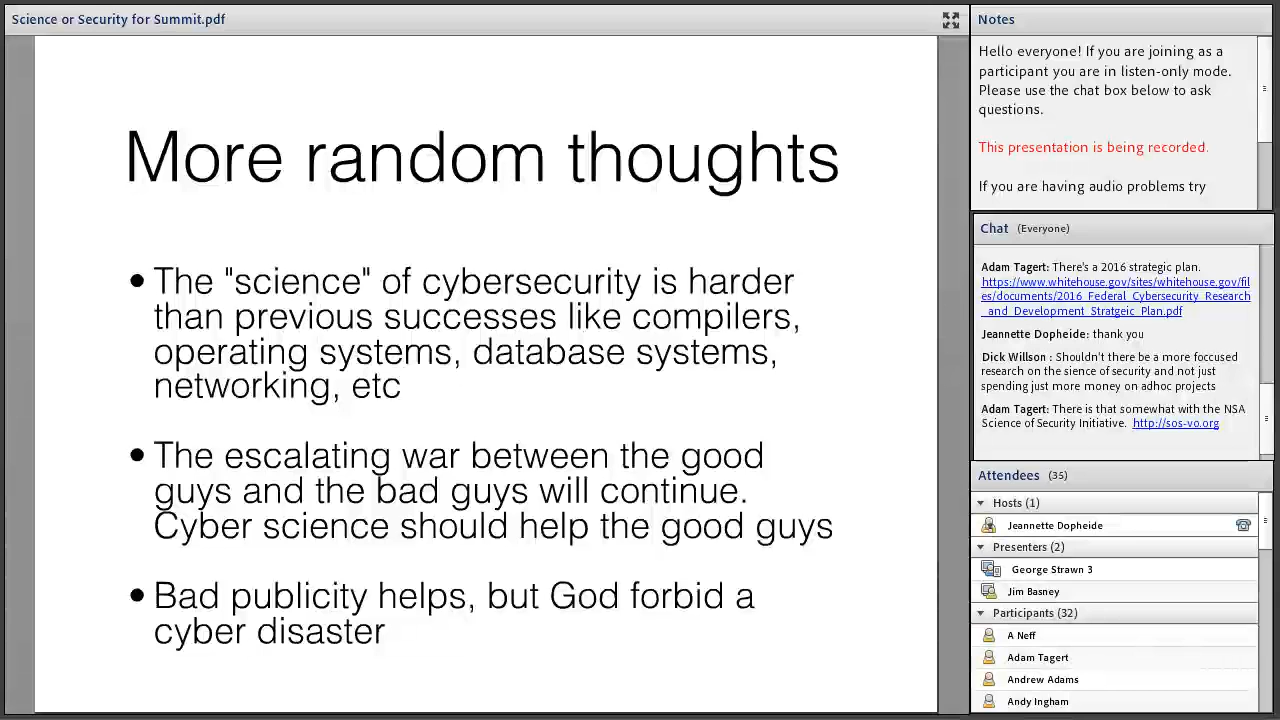 Science or Security for Summit.pdf
More random thoughts
• The "science" of cybersecurity is harder
than previous successes like compilers,
operating systems, database systems,
networking, etc
• The escalating war between the good
guys and the bad guys will continue.
Cyber science should help the good guys
• Bad publicity helps, but God forbid a
cyber disaster
Notes
Hello everyone! If you are joining as a
participant you are in listen-only mode.
Please use the chat box below to ask
questions.
This presentation is being recorded.
If you are having audio problems try
Chat (Everyone)
Adam Tagert: There's a 2016 strategic plan.
https://www.whitehouse.gov/sites/whitehouse.gov/fil
es/documents/2016_Federal_Cybersecurity_Research
_and_Development_Stratgeic_Plan.pdf
Jeannette Dopheide: thank you
Dick Willson : Shouldn't there be a more foccused
research on the sience of security and not just
spending just more money on adhoc projects
Adam Tagert: There is that somewhat with the NSA
Science of Security Initiative. http://sos-vo.org
Attendees (35)
Hosts (1)
Jeannette Dopheide
Presenters (2)
George Strawn 3
Jim Basney
Participants (32)
A Neff
Adam Tagert
Andrew Adams
Andy Ingham